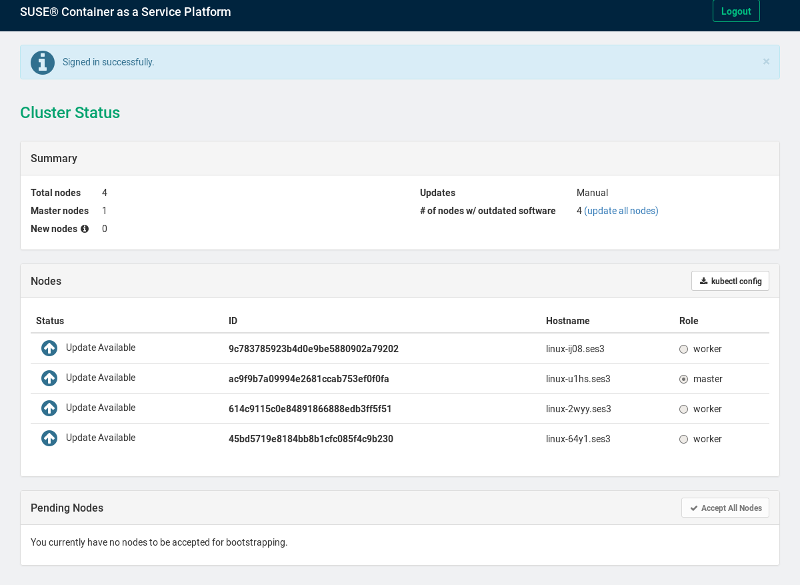 SUSE® Container as a Service Platform
Logout
Signed in successfully.
×
Cluster Status
Summary
Total nodes 4
Updates Manual
Master nodes 1
# of nodes w/ outdated software 4 (update all nodes)
New nodes 0
Nodes
kubectl config
Status ID Hostname Role
Update Available 9c783785923b4d0e9be5880902a79202 linux-ij08.ses3 worker
Update Available ac9f9b7a09994e2681ccab753ef0f0fa linux-u1hs.ses3 master
Update Available 614c9115c0e84891866888edb3ff5f51 linux-2wyy.ses3 worker
Update Available 45bd5719e8184bb8b1cfc085f4c9b230 linux-64y1.ses3 worker
Pending Nodes
Accept All Nodes
You currently have no nodes to be accepted for bootstrapping.